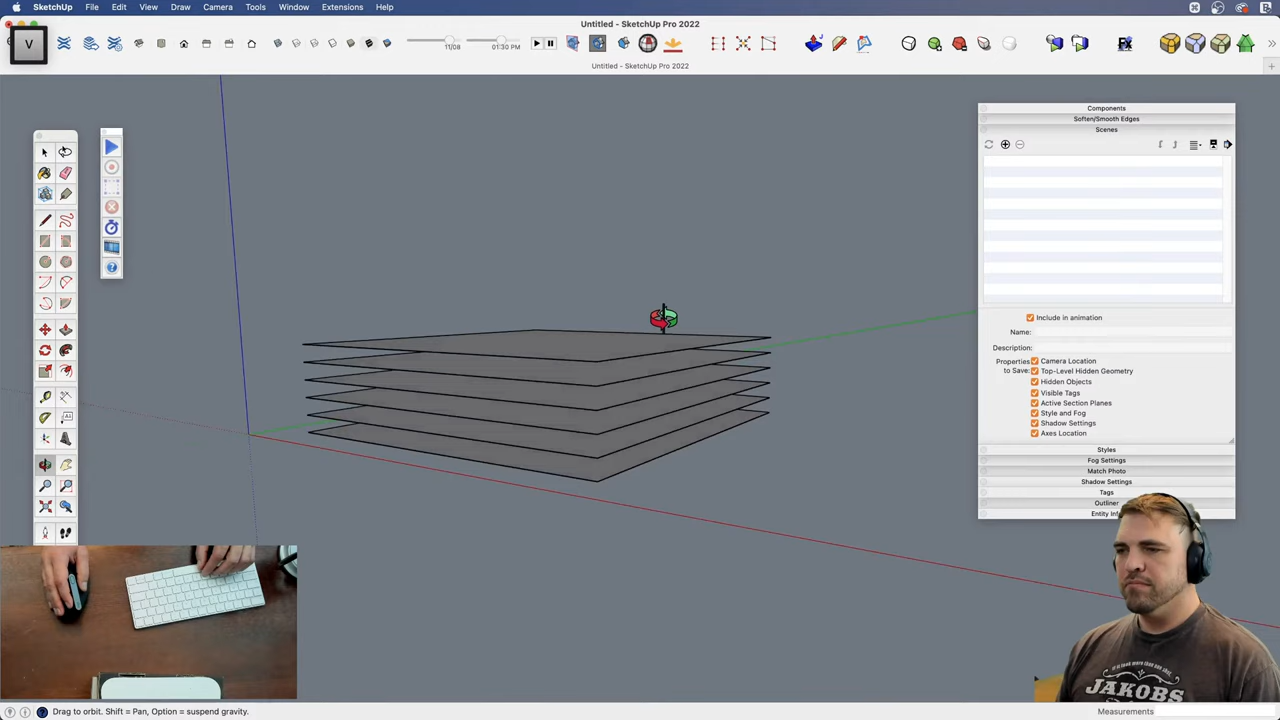 SketchUp File Edit View Draw Camera Tools Window Extensions Help
Untitled - SketchUp Pro 2022
V
11/08
01:30 PM
Untitled - SketchUp Pro 2022
Components
Soften/Smooth Edges
Scenes
Include in animation
Name:
Description:
Properties to Save:
Camera Location
Top-Level Hidden Geometry
Hidden Objects
Visible Tags
Active Section Planes
Style and Fog
Shadow Settings
Axes Location
Styles
Fog Settings
Match Photo
Shadow Settings
Tags
Outliner
Entity Inf
JAKOBS
Drag to orbit. Shift = Pan, Option = suspend gravity.
Measurements